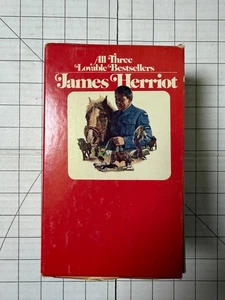 All Three
Lovable Bestsellers
James Herriot